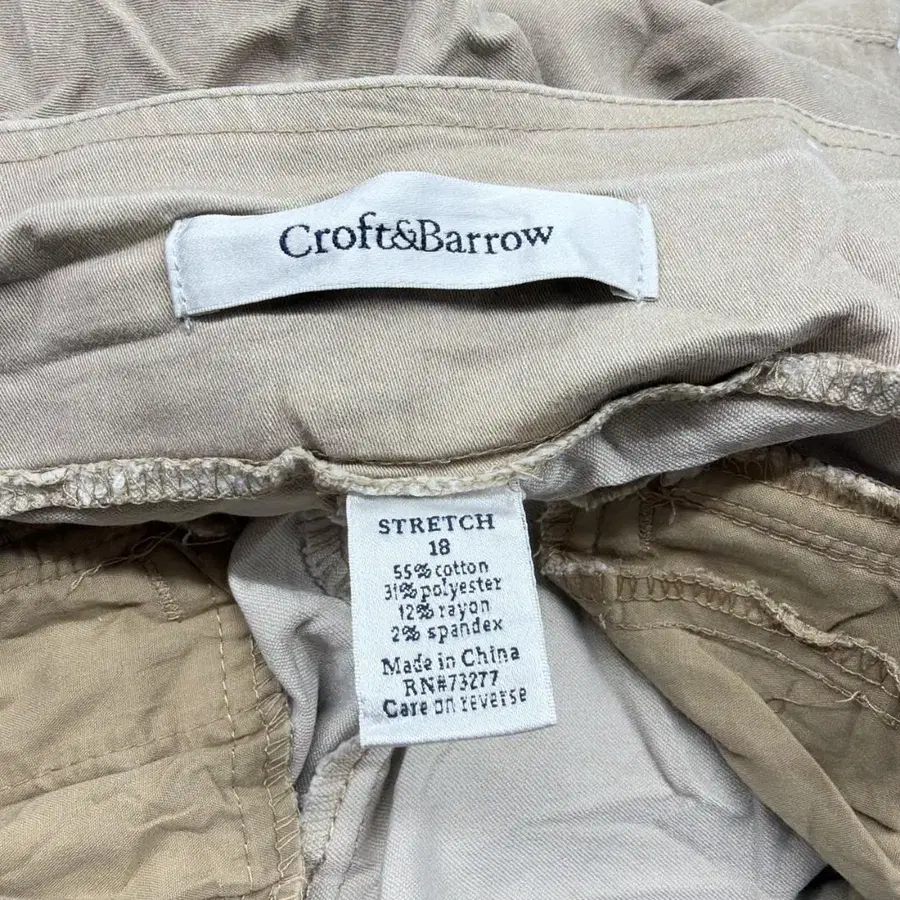 Croft&Barrow
STRETCH
18
55% cotton
31% polyester
12% rayon
2% spandex
Made in China
RN#73277
Care on reverse